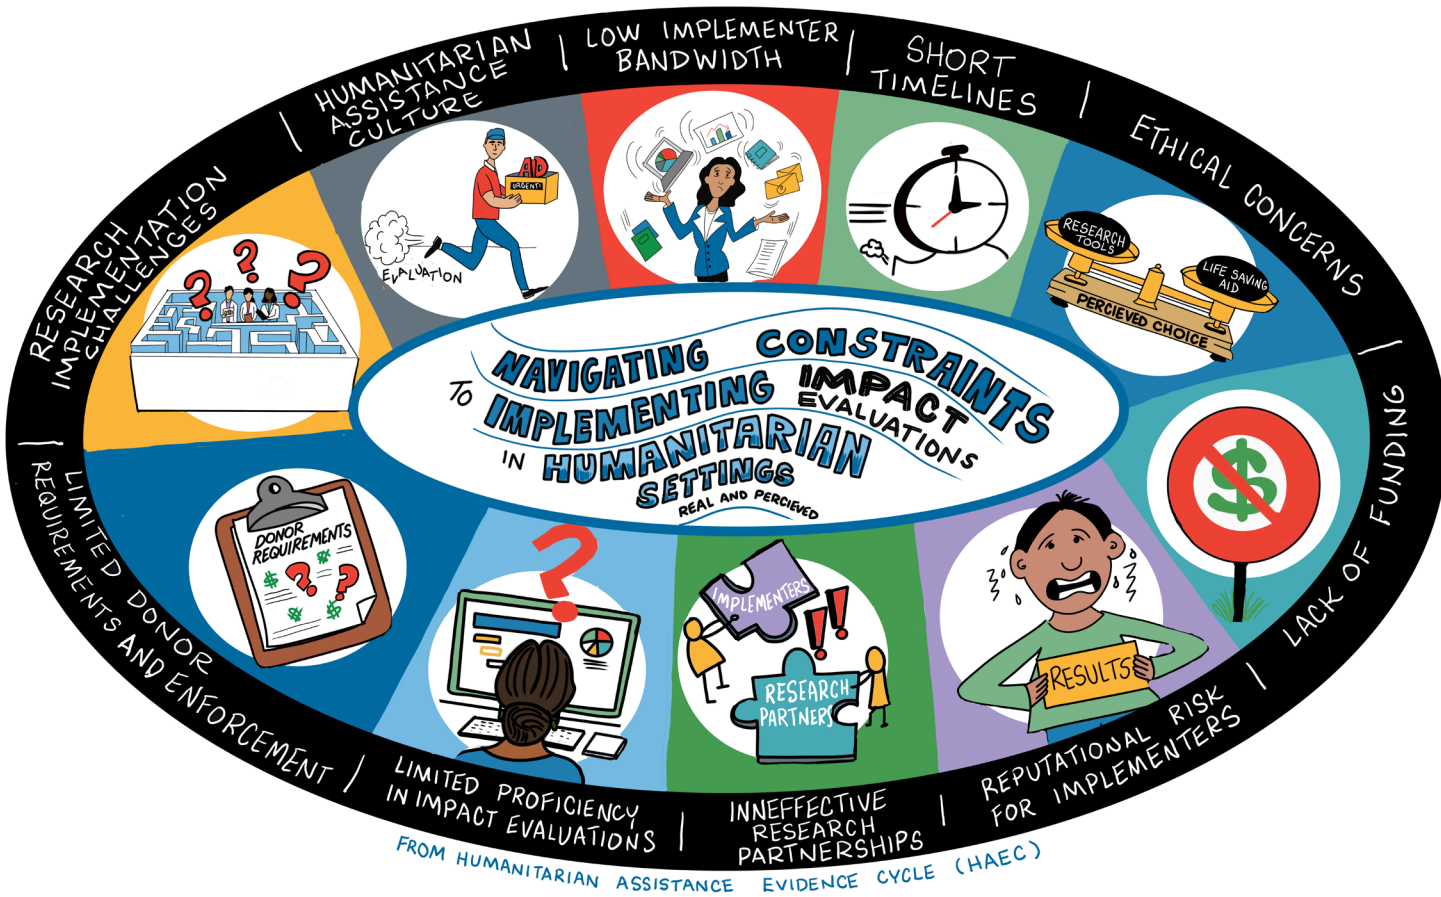 NAVIGATING CONSTRAINTS
TO IMPLEMENTING IMPACT
EVALUATIONS
IN HUMANITARIAN
SETTINGS
REAL AND PERCIEVED
RESEARCH
IMPLEMENTATION
CHALLENGES
HUMANITARIAN
ASSISTANCE
CULTURE
AID
URGENT!
EVALUATION
LOW IMPLEMENTER
BANDWIDTH
SHORT
TIMELINES
ETHICAL CONCERNS
RESEARCH
TOOLS
LIFE SAVING
AID
PERCIEVED CHOICE
LACK OF FUNDING
$
REPUTATIONAL RISK
FOR IMPLEMENTERS
RESULTS
INNEFFECTIVE
RESEARCH
PARTNERSHIPS
IMPLEMENTERS
!!
RESEARCH
PARTNERS
LIMITED PROFICIENCY
IN IMPACT EVALUATIONS
?
LIMITED DONOR
REQUIREMENTS AND ENFORCEMENT
DONOR
REQUIREMENTS
$ ? ?
$ $
? ? ?
FROM HUMANITARIAN ASSISTANCE EVIDENCE CYCLE (HAEC)